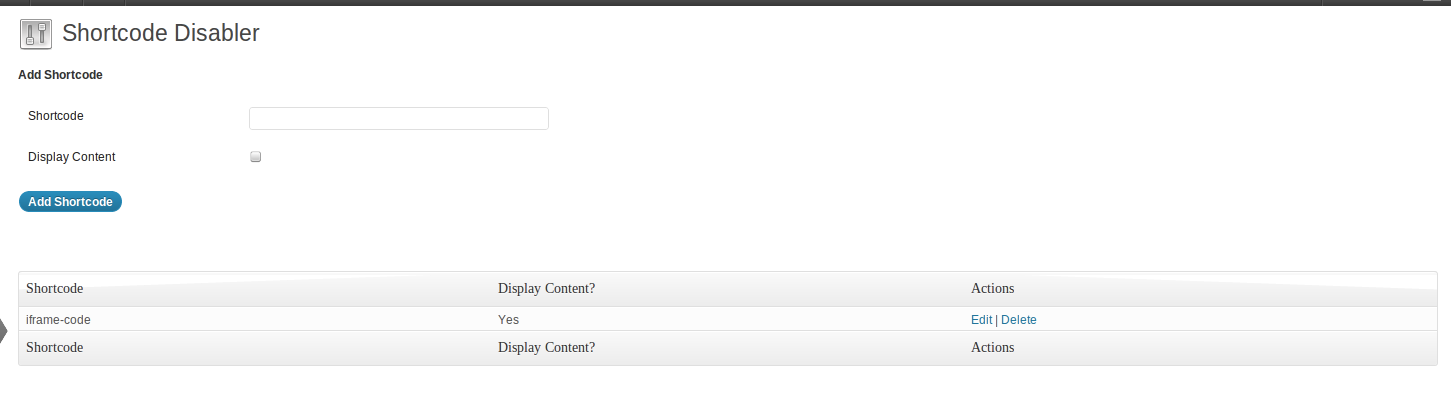 Shortcode Disabler
Add Shortcode
Shortcode
Display Content
Add Shortcode
Shortcode Display Content? Actions
iframe-code Yes Edit | Delete
Shortcode Display Content? Actions